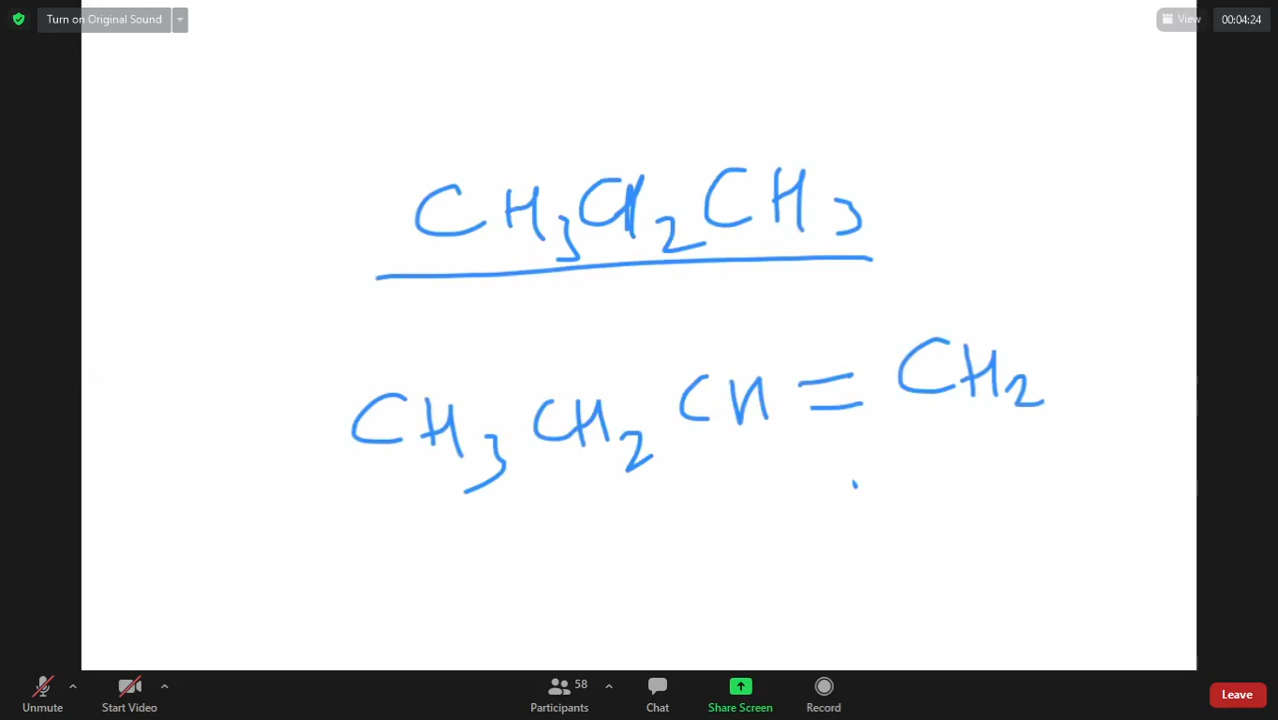 Turn on Original Sound
View
00:04:24
CH3CH2CH3
CH3CH2CH=CH2
Unmute
Start Video
58
Participants
Chat
Share Screen
Record
Leave